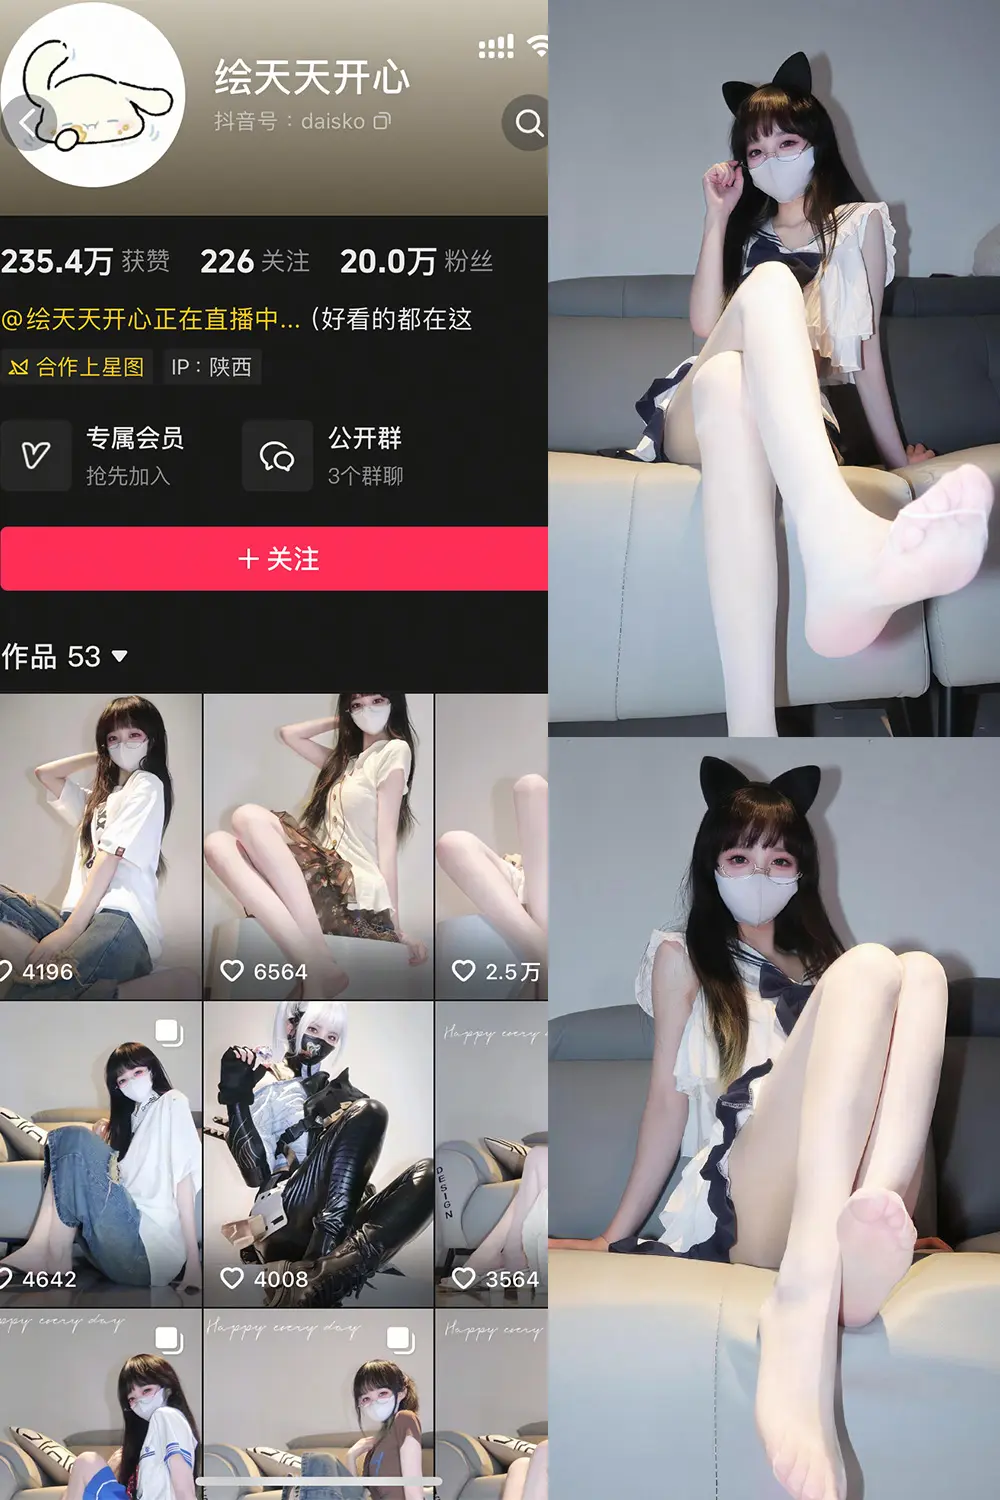 绘天天开心
抖音号：daisko
235.4万 获赞 226 关注 20.0万 粉丝
@绘天天开心正在直播中... (好看的都在这
合作上星图 IP：陕西
专属会员 公开群
抢先加入 3个群聊
+ 关注
作品 53
4196 6564 2.5万
Happy every
DESIGN
4642 4008 3564
ppy every day Happy every day Happy every